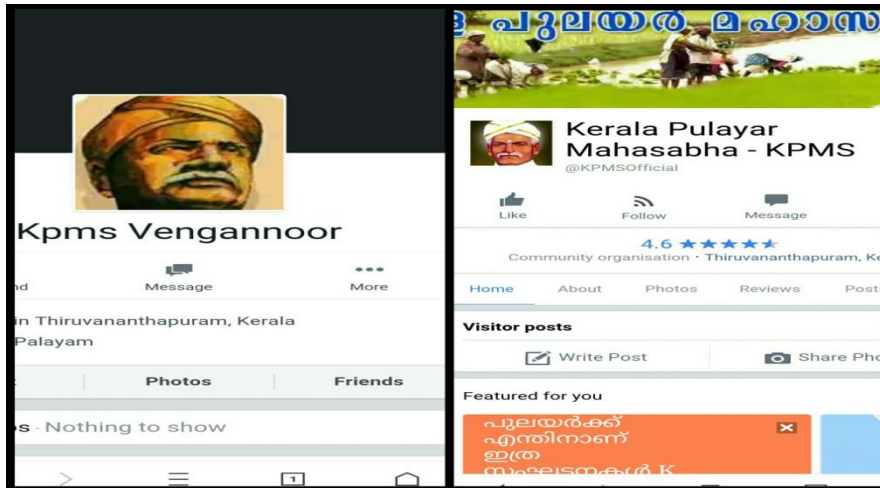 Kpms Vengannoor
Message
More
in Thiruvananthapuram, Kerala
Palayam
Photos
Friends
Nothing to show
1
പുലയർ മഹാസ
Kerala Pulayar
Mahasabha - KPMS
@KPMSOfficial
Like
Follow
Message
4.6
Community organisation · Thiruvananthapuram, Ke
Home
About
Photos
Reviews
Post
Visitor posts
Write Post
Share Pho
Featured for you
പുലയർക്ക്
എന്തിനാണ്
ഇത്ര
സംഘടനകൾ K